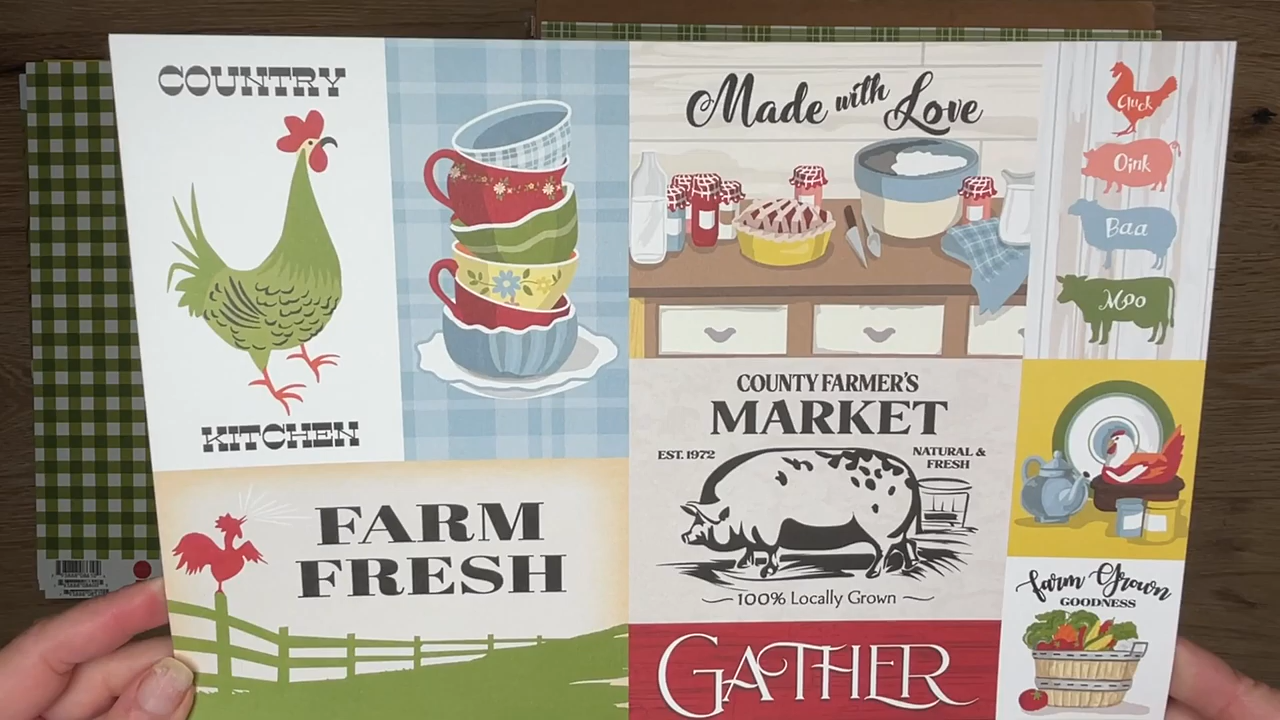 COUNTRY
KITCHEN
FARM
FRESH
Made with Love
COUNTY FARMER'S
MARKET
EST. 1972
NATURAL &
FRESH
100% Locally Grown
GATHER
Cluck
Oink
Baa
Moo
Farm Grown
GOODNESS